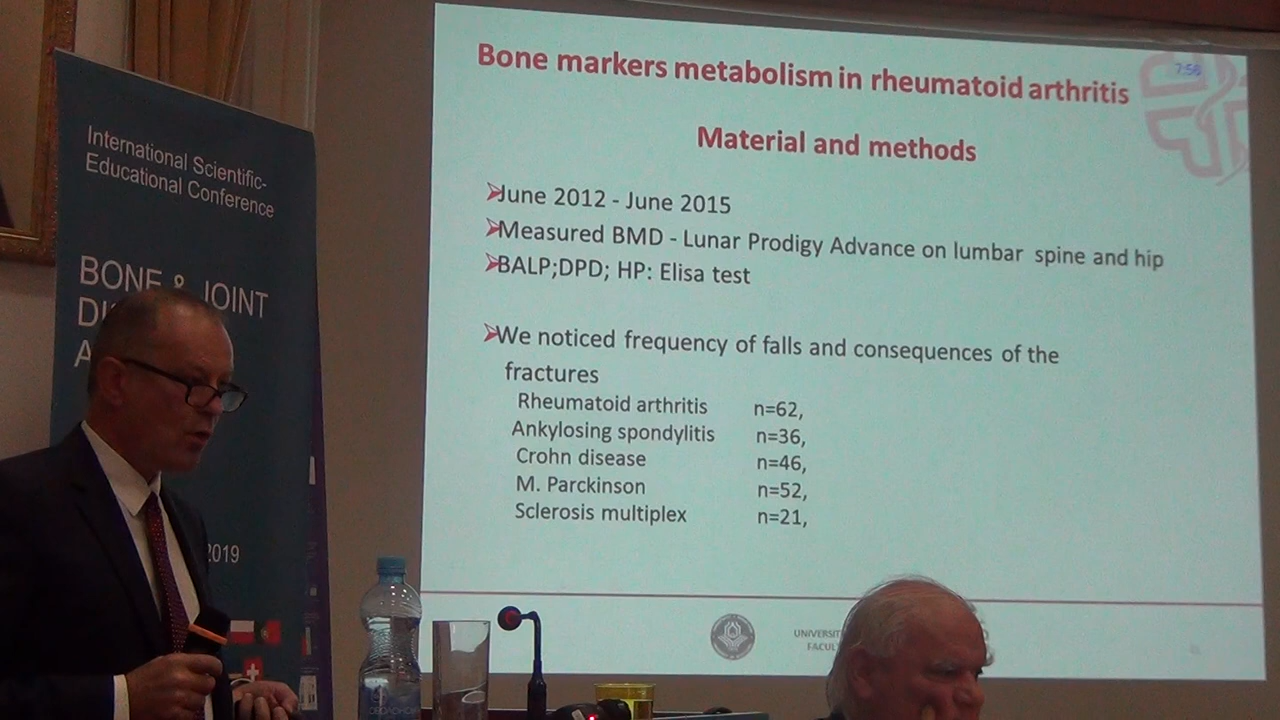 International Scientific-
Educational Conference
BONE & JOINT
2019
Bone markers metabolism in rheumatoid arthritis
7:56
Material and methods
June 2012 - June 2015
Measured BMD - Lunar Prodigy Advance on lumbar spine and hip
BALP;DPD; HP: Elisa test
We noticed frequency of falls and consequences of the
fractures
Rheumatoid arthritis n=62,
Ankylosing spondylitis n=36,
Crohn disease n=46,
M. Parckinson n=52,
Sclerosis multiplex n=21,